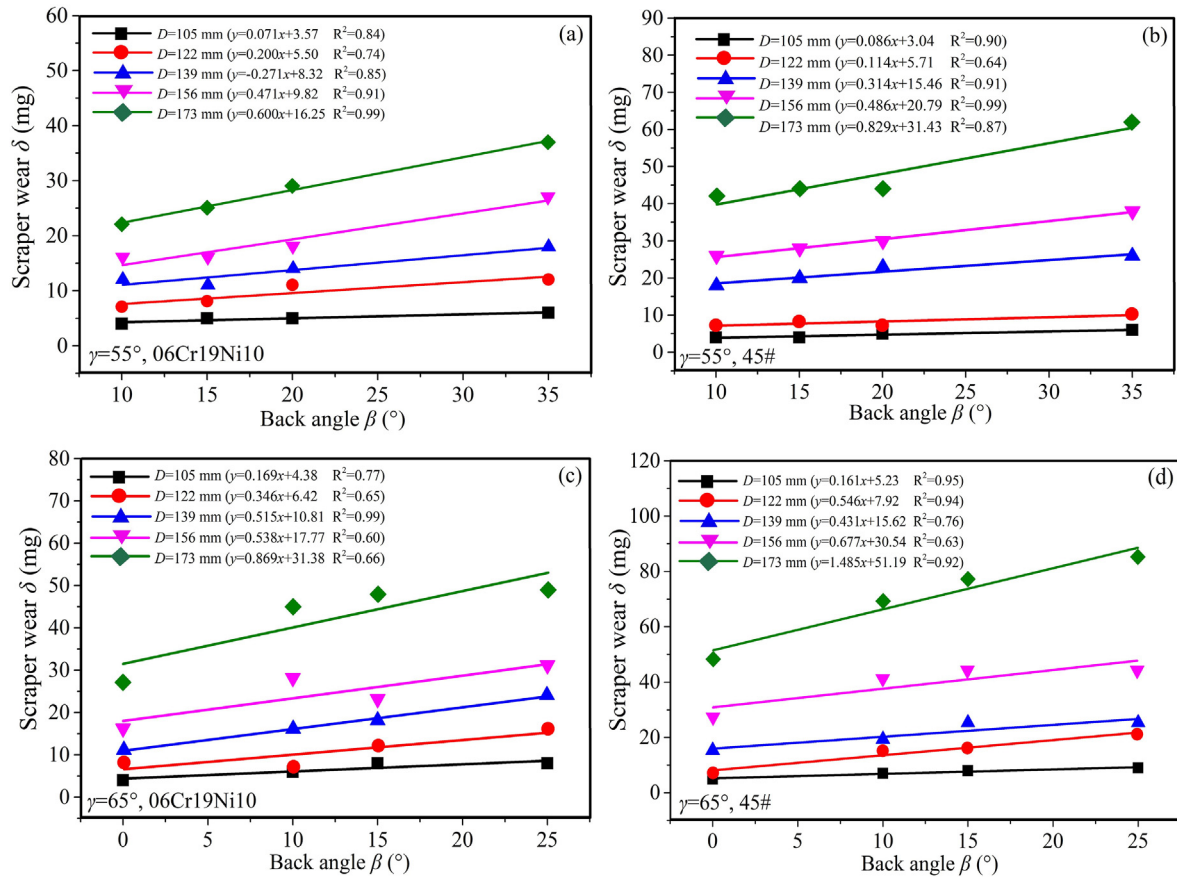 (a)
D=105 mm (y=0.071x+3.57 R²=0.84)
D=122 mm (y=0.200x+5.50 R²=0.74)
D=139 mm (y=-0.271x+8.32 R²=0.85)
D=156 mm (y=0.471x+9.82 R²=0.91)
D=173 mm (y=0.600x+16.25 R²=0.99)
60
50
40
30
20
10
0
Scraper wear δ (mg)
γ=55°, 06Cr19Ni10
10 15 20 25 30 35
Back angle β (°)
(b)
D=105 mm (y=0.086x+3.04 R²=0.90)
D=122 mm (y=0.114x+5.71 R²=0.64)
D=139 mm (y=0.314x+15.46 R²=0.91)
D=156 mm (y=0.486x+20.79 R²=0.99)
D=173 mm (y=0.829x+31.43 R²=0.87)
90
80
70
60
50
40
30
20
10
0
Scraper wear δ (mg)
γ=55°, 45#
10 15 20 25 30 35
Back angle β (°)
(c)
D=105 mm (y=0.169x+4.38 R²=0.77)
D=122 mm (y=0.346x+6.42 R²=0.65)
D=139 mm (y=0.515x+10.81 R²=0.99)
D=156 mm (y=0.538x+17.77 R²=0.60)
D=173 mm (y=0.869x+31.38 R²=0.66)
80
70
60
50
40
30
20
10
0
Scraper wear δ (mg)
γ=65°, 06Cr19Ni10
0 5 10 15 20 25
Back angle β (°)
(d)
D=105 mm (y=0.161x+5.23 R²=0.95)
D=122 mm (y=0.546x+7.92 R²=0.94)
D=139 mm (y=0.431x+15.62 R²=0.76)
D=156 mm (y=0.677x+30.54 R²=0.63)
D=173 mm (y=1.485x+51.19 R²=0.92)
120
100
80
60
40
20
0
Scraper wear δ (mg)
γ=65°, 45#
0 5 10 15 20 25
Back angle β (°)